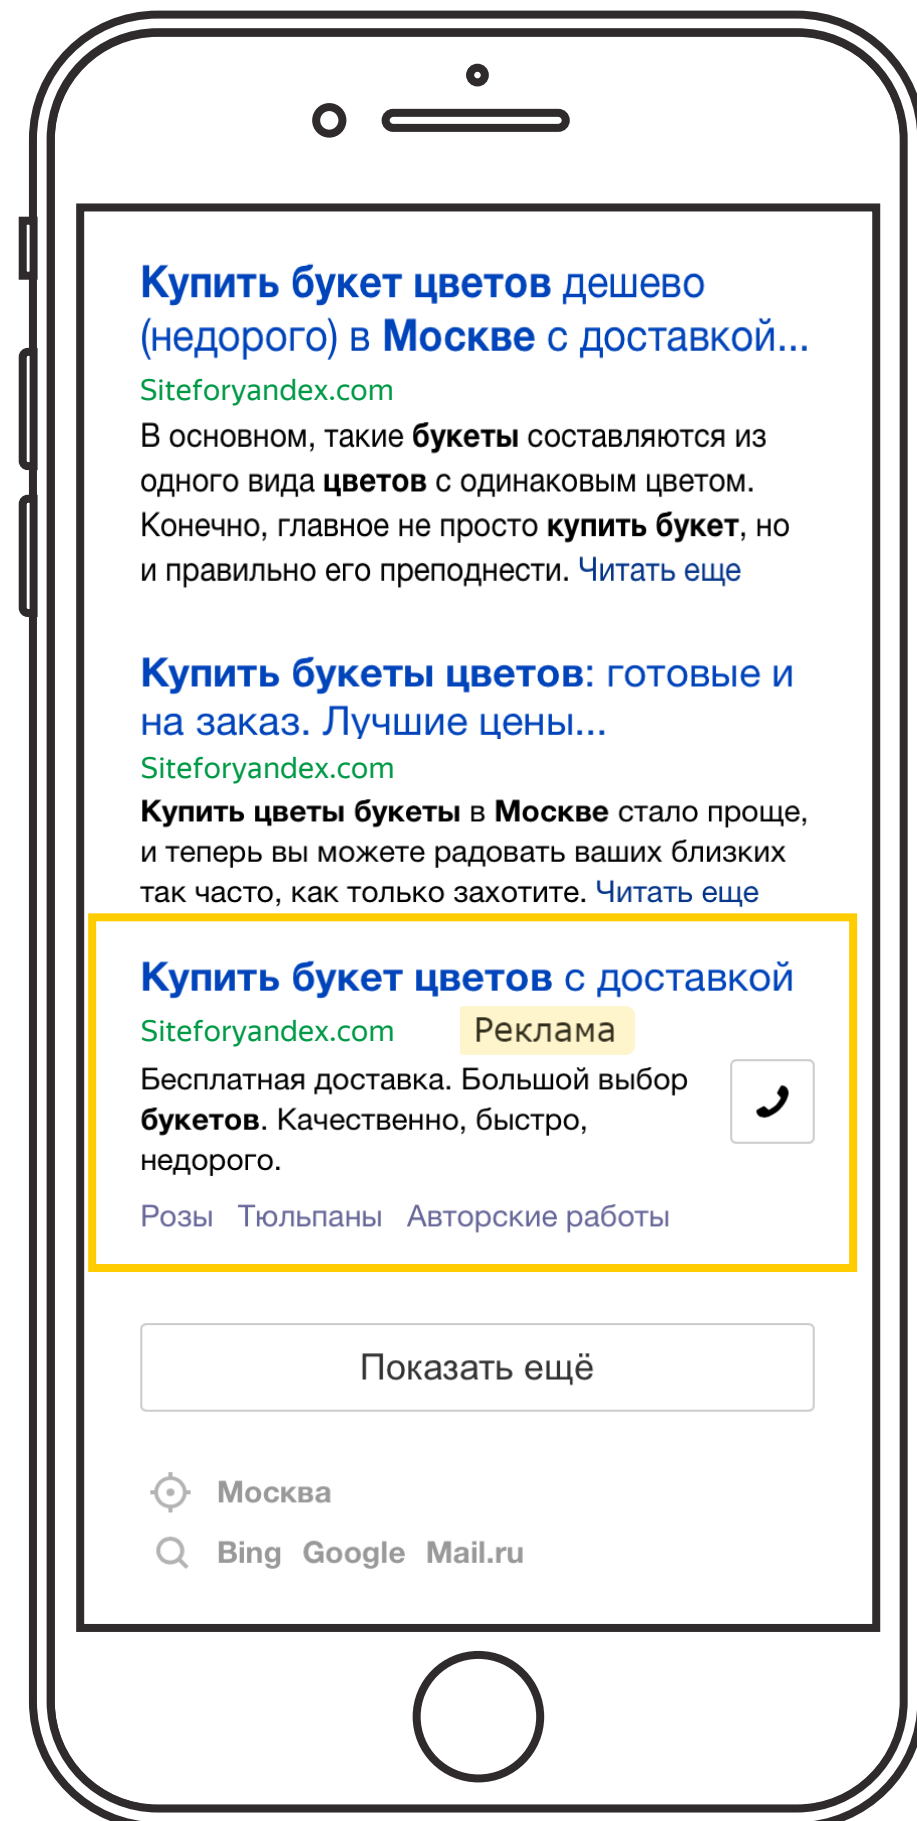 Купить букет цветов дешево
(недорого) в Москве с доставкой...
Siteforyandex.com
В основном, такие букеты составляются из
одного вида цветов с одинаковым цветом.
Конечно, главное не просто купить букет, но
и правильно его преподнести. Читать еще
Купить букеты цветов: готовые и
на заказ. Лучшие цены...
Siteforyandex.com
Купить цветы букеты в Москве стало проще,
и теперь вы можете радовать ваших близких
так часто, как только захотите. Читать еще
Купить букет цветов с доставкой
Siteforyandex.com Реклама
Бесплатная доставка. Большой выбор
букетов. Качественно, быстро,
недорого.
Розы Тюльпаны Авторские работы
Показать ещё
Москва
Bing Google Mail.ru